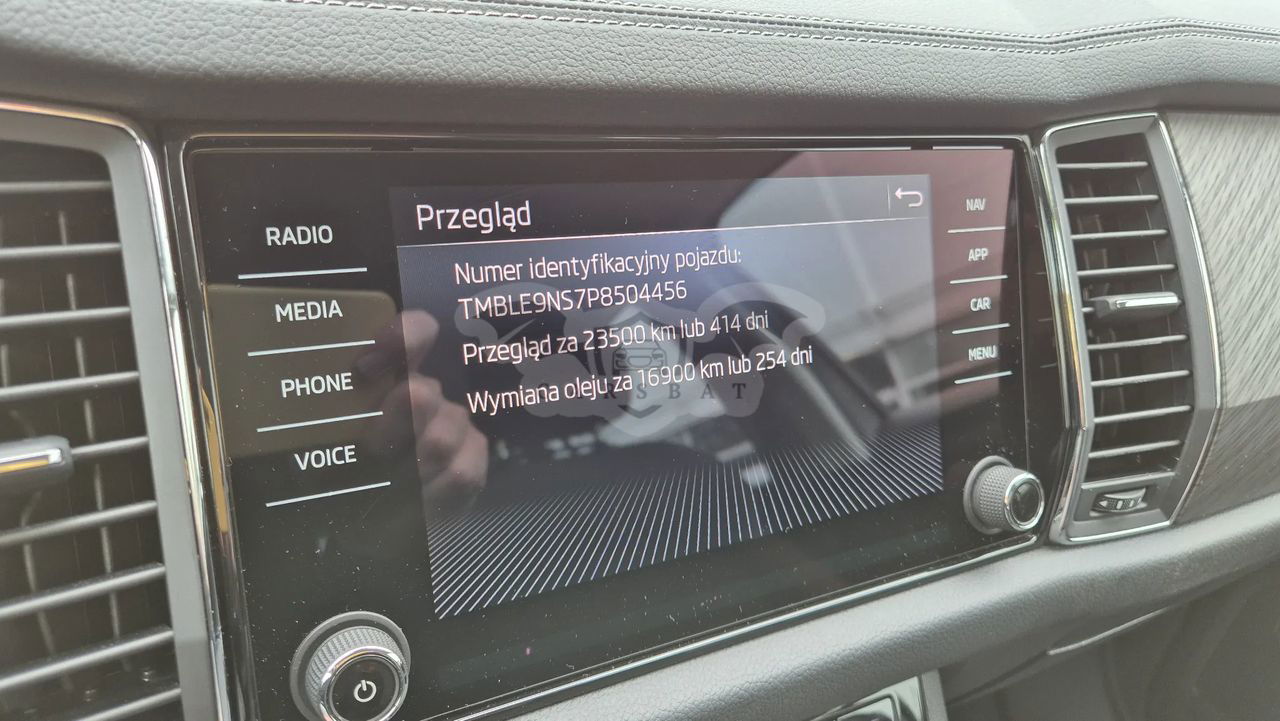 Przegląd
Numer identyfikacyjny pojazdu:
TMBLE9NS7P8504456
Przegląd za 23500 km lub 414 dni
Wymiana oleju za 16900 km lub 254 dni
RADIO
MEDIA
PHONE
VOICE
NAV
APP
CAR
MENU